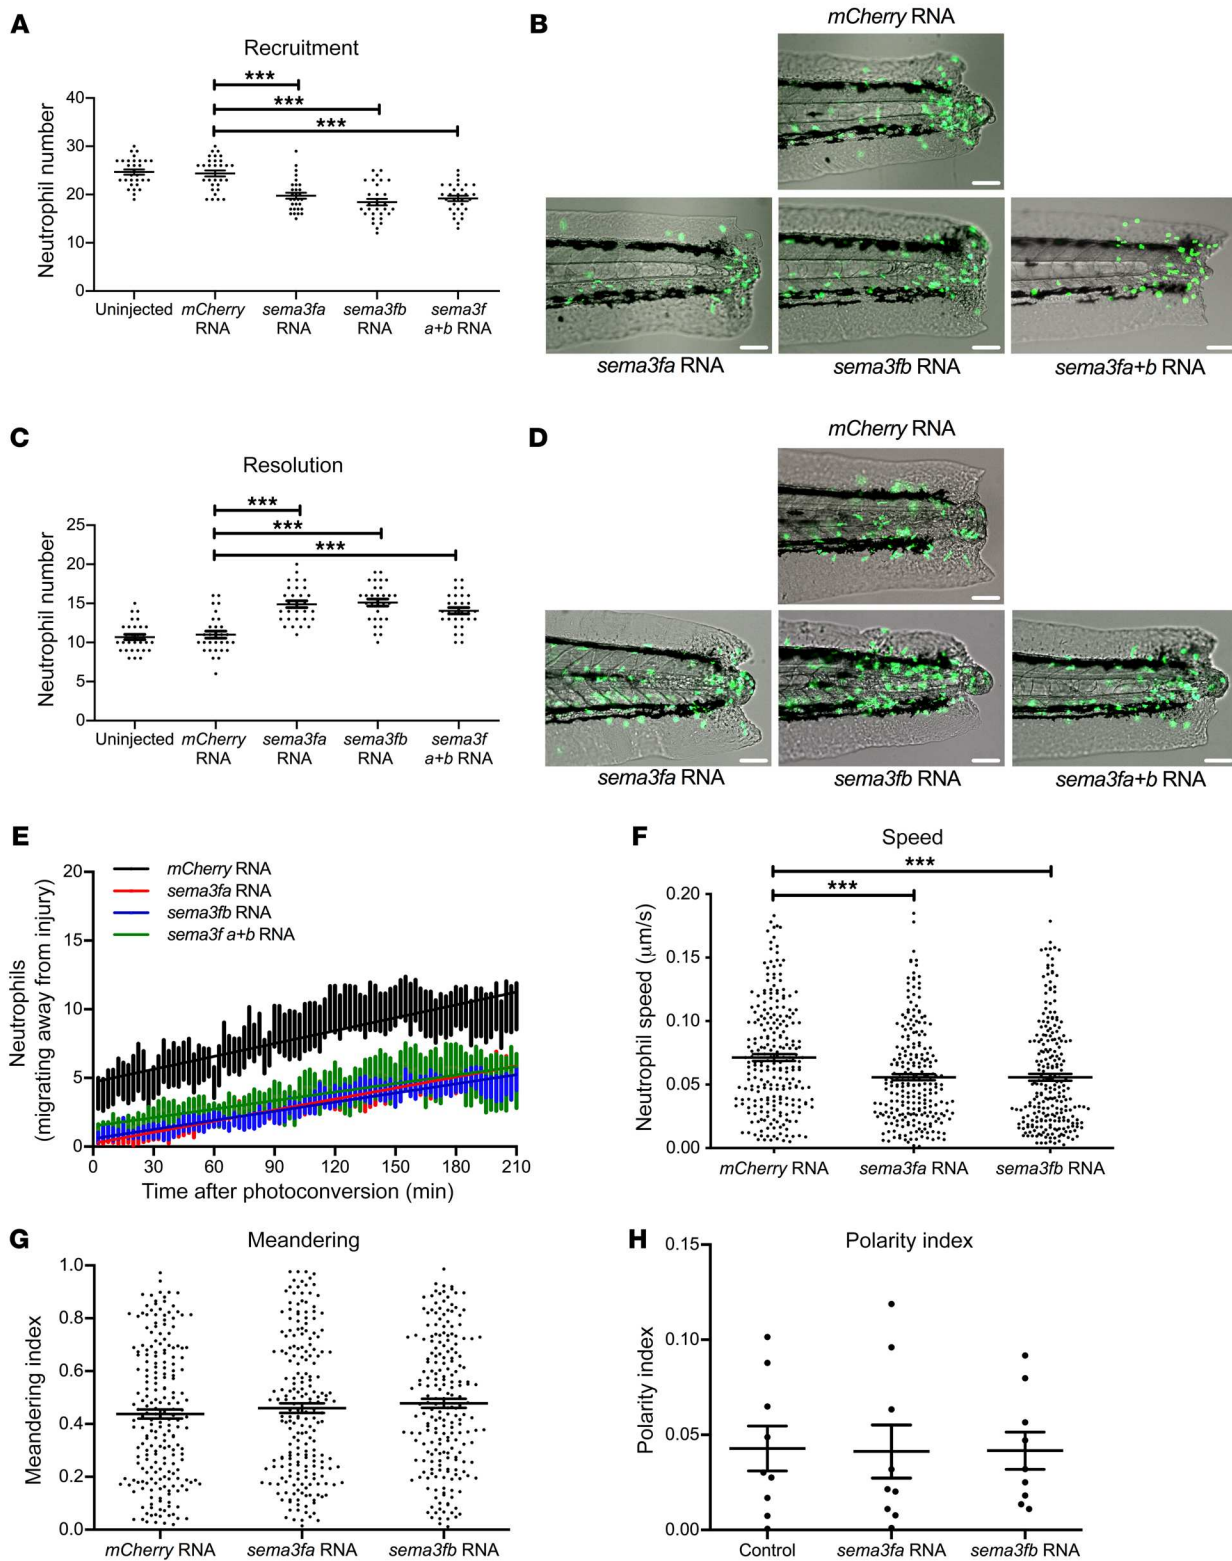 A
Recruitment
***
***
***
40
30
20
10
0
Neutrophil number
Uninjected
mCherry RNA
sema3fa RNA
sema3fb RNA
sema3f a+b RNA
B
mCherry RNA
sema3fa RNA
sema3fb RNA
sema3fa+b RNA
C
Resolution
***
***
***
25
20
15
10
5
0
Neutrophil number
Uninjected
mCherry RNA
sema3fa RNA
sema3fb RNA
sema3f a+b RNA
D
mCherry RNA
sema3fa RNA
sema3fb RNA
sema3fa+b RNA
E
mCherry RNA
sema3fa RNA
sema3fb RNA
sema3f a+b RNA
20
15
10
5
0
Neutrophils
(migrating away from injury)
0 30 60 90 120 150 180 210
Time after photoconversion (min)
F
Speed
***
***
0.20
0.15
0.10
0.05
0.00
Neutrophil speed (μm/s)
mCherry RNA
sema3fa RNA
sema3fb RNA
G
Meandering
1.0
0.8
0.6
0.4
0.2
0.0
Meandering index
mCherry RNA
sema3fa RNA
sema3fb RNA
H
Polarity index
0.15
0.10
0.05
0.00
Polarity index
Control
sema3fa RNA
sema3fb RNA